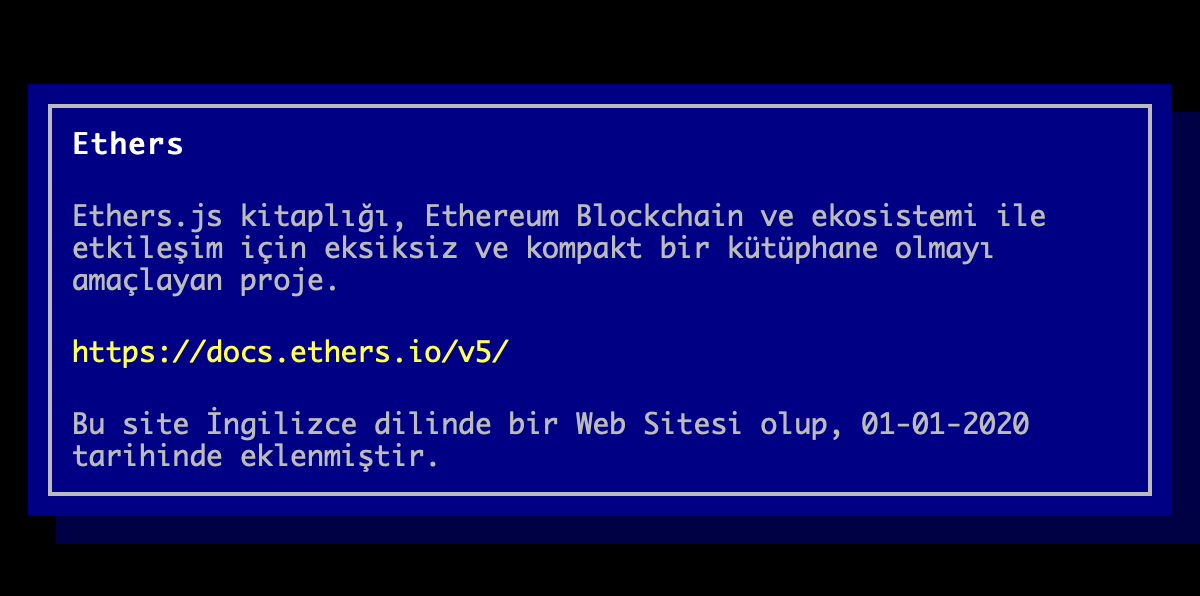 Ethers
Ethers.js kitaplığı, Ethereum Blockchain ve ekosistemi ile
etkileşim için eksiksiz ve kompakt bir kütüphane olmayı
amaçlayan proje.
https://docs.ethers.io/v5/
Bu site İngilizce dilinde bir Web Sitesi olup, 01-01-2020
tarihinde eklenmiştir.